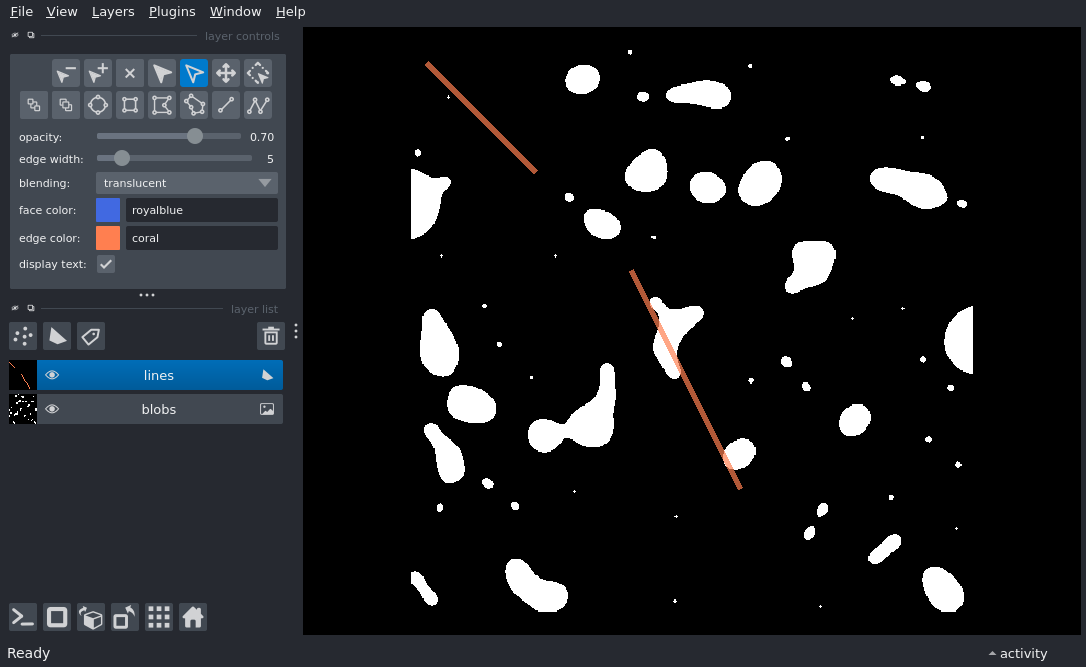 File View Layers Plugins Window Help
layer controls
opacity: 0.70
edge width: 5
blending: translucent
face color: royalblue
edge color: coral
display text:
layer list
lines
blobs
Ready
activity